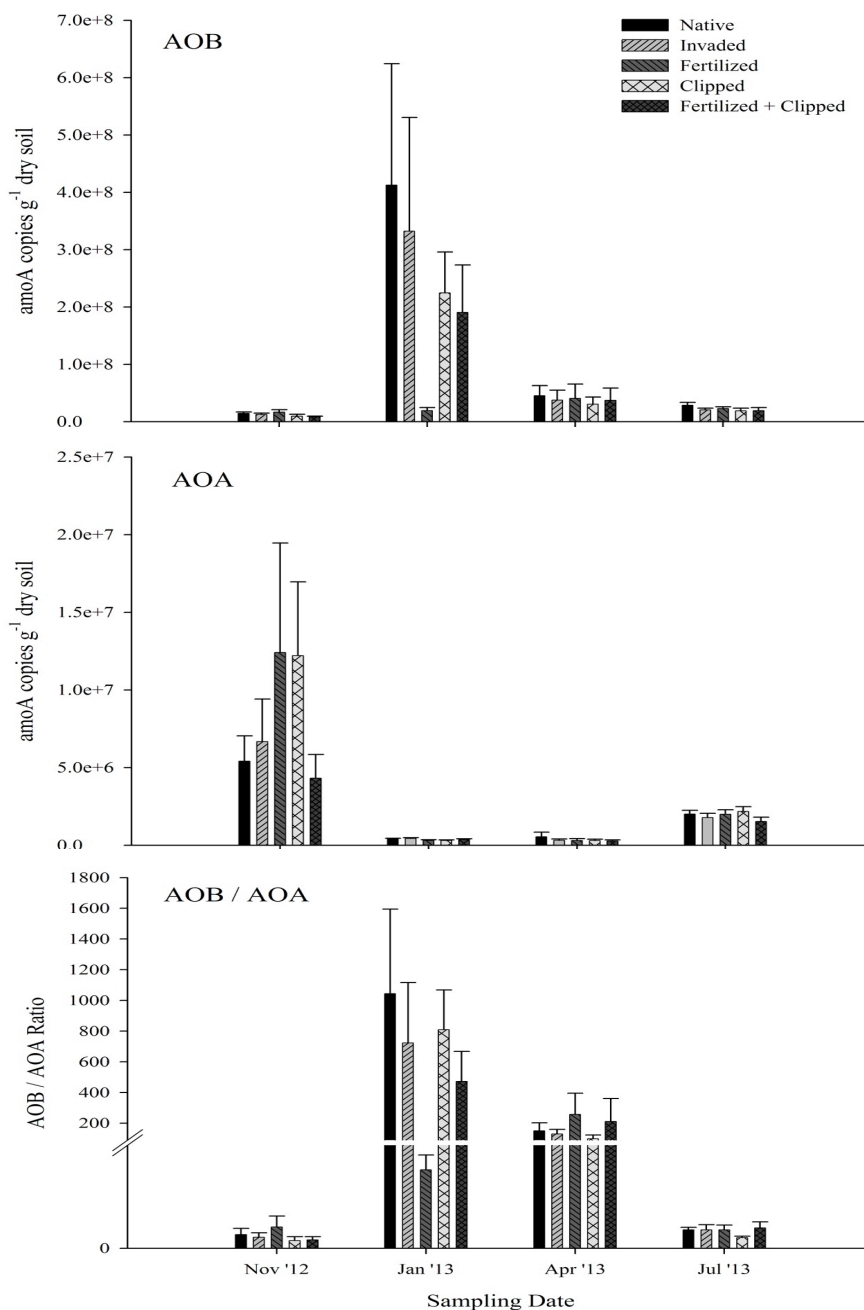 7.0e+8
AOB
Native
Invaded
Fertilized
Clipped
Fertilized + Clipped
6.0e+8
5.0e+8
4.0e+8
3.0e+8
2.0e+8
1.0e+8
0.0
amoA copies g⁻¹ dry soil
2.5e+7
AOA
2.0e+7
1.5e+7
1.0e+7
5.0e+6
0.0
amoA copies g⁻¹ dry soil
AOB / AOA
1600
1400
1200
1000
800
600
400
200
0
AOB / AOA Ratio
Nov '12 Jan '13 Apr '13 Jul '13
Sampling Date